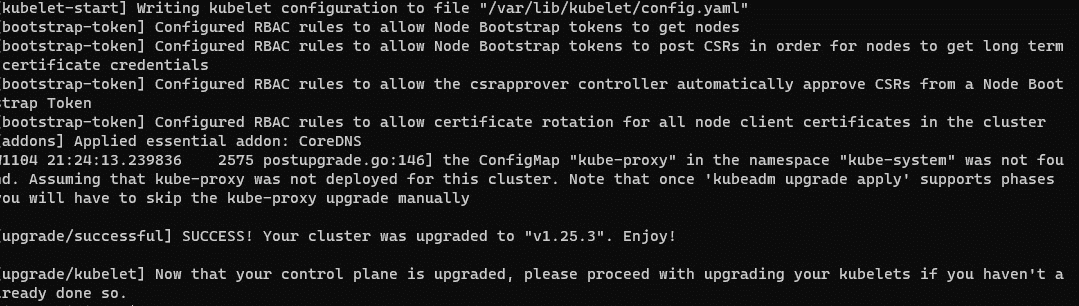 [kubelet-start] Writing kubelet configuration to file "/var/lib/kubelet/config.yaml"
[bootstrap-token] Configured RBAC rules to allow Node Bootstrap tokens to get nodes
[bootstrap-token] Configured RBAC rules to allow Node Bootstrap tokens to post CSRs in order for nodes to get long term
certificate credentials
[bootstrap-token] Configured RBAC rules to allow the csrapprover controller automatically approve CSRs from a Node Boot
strap Token
[bootstrap-token] Configured RBAC rules to allow certificate rotation for all node client certificates in the cluster
[addons] Applied essential addon: CoreDNS
W1104 21:24:13.239836    2575 postupgrade.go:146] the ConfigMap "kube-proxy" in the namespace "kube-system" was not fou
nd. Assuming that kube-proxy was not deployed for this cluster. Note that once 'kubeadm upgrade apply' supports phases
you will have to skip the kube-proxy upgrade manually
[upgrade/successful] SUCCESS! Your cluster was upgraded to "v1.25.3". Enjoy!
[upgrade/kubelet] Now that your control plane is upgraded, please proceed with upgrading your kubelets if you haven't a
lready done so.